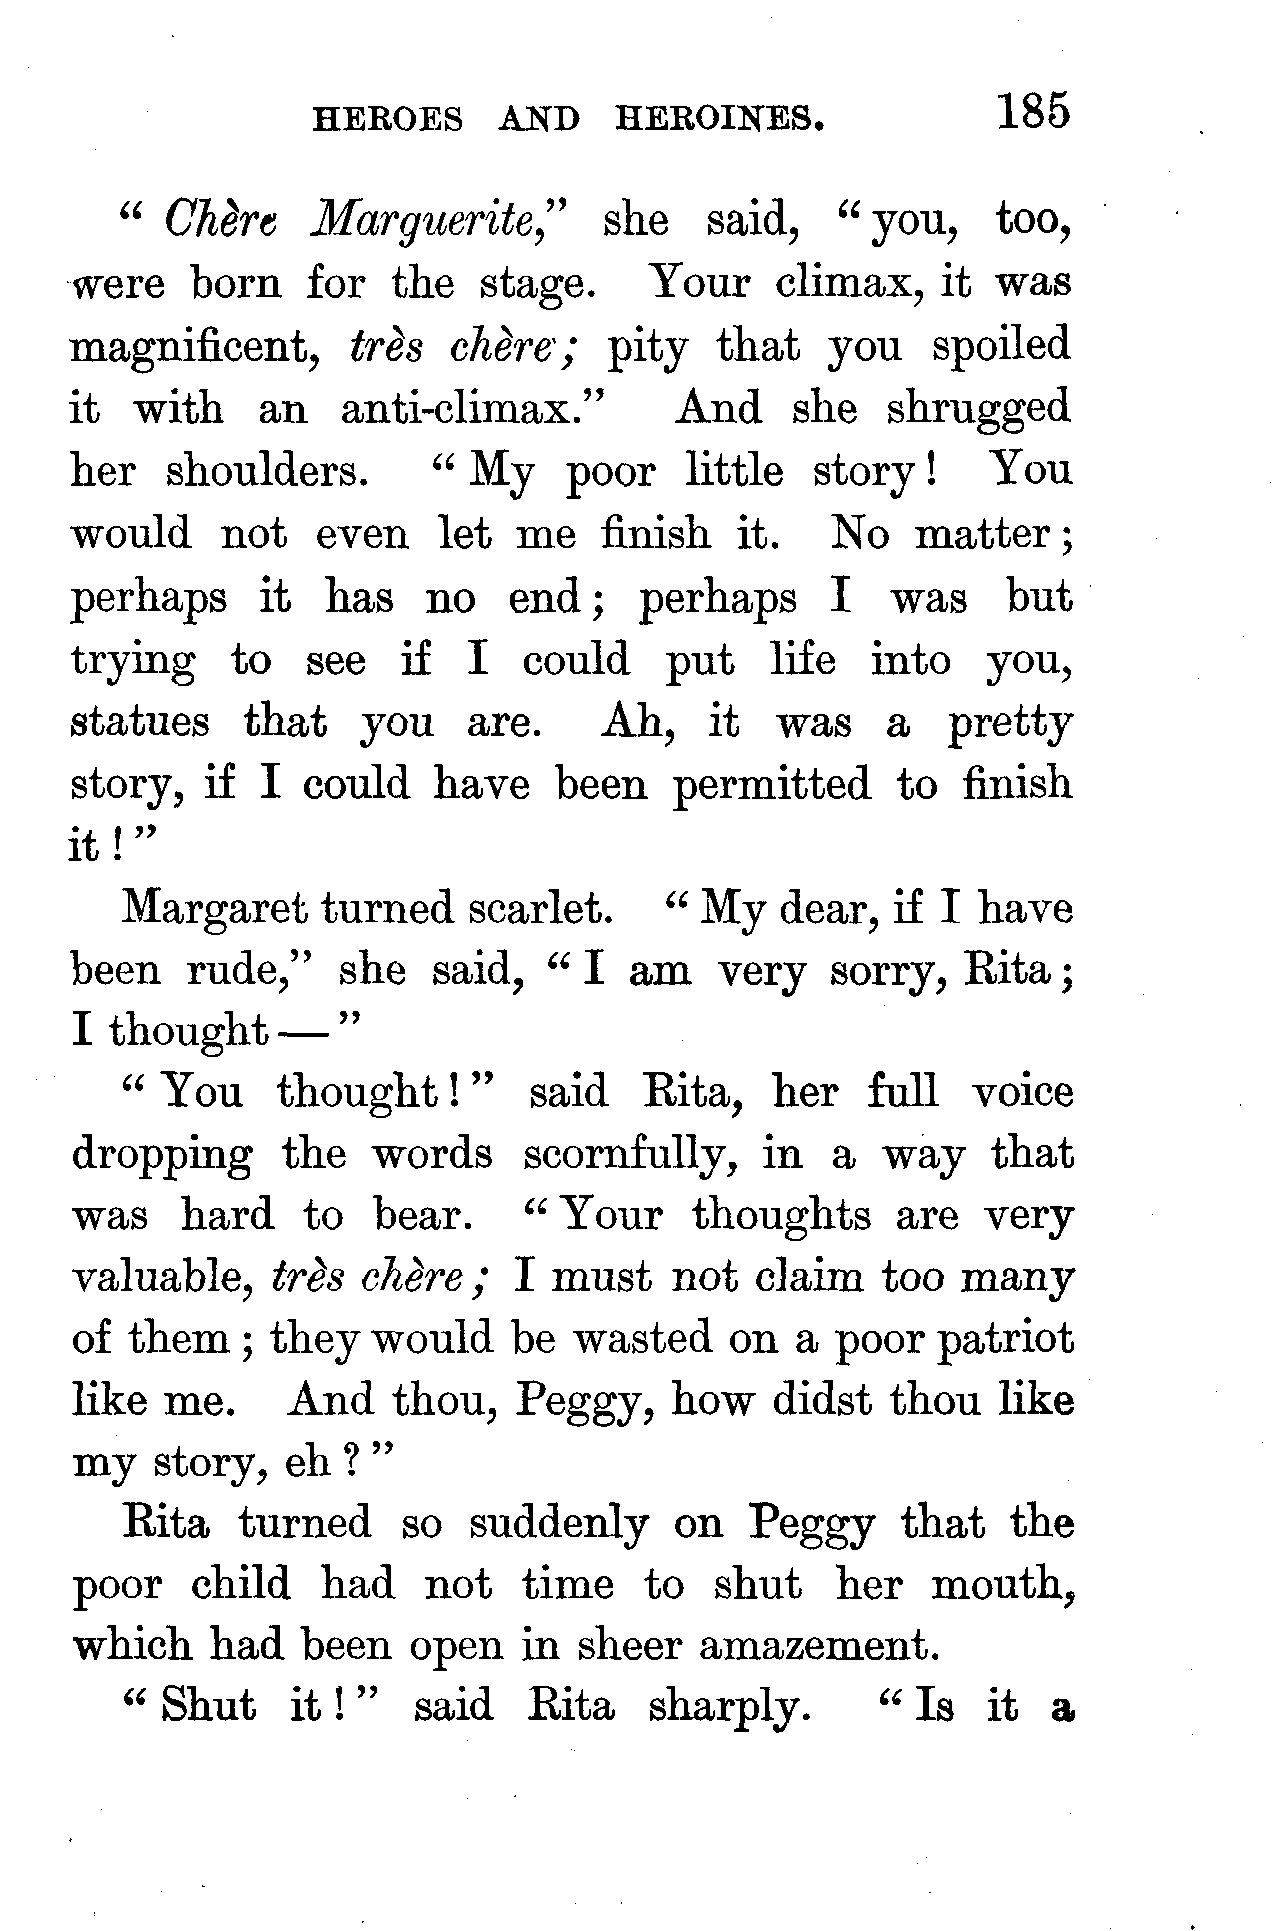 HEROES AND HEROINES. 185
“ Chère Marguerite,” she said, “ you, too,
were born for the stage. Your climax, it was
magnificent, très chère; pity that you spoiled
it with an anti-climax.” And she shrugged
her shoulders. “ My poor little story! You
would not even let me finish it. No matter;
perhaps it has no end; perhaps I was but
trying to see if I could put life into you,
statues that you are. Ah, it was a pretty
story, if I could have been permitted to finish
it!”
Margaret turned scarlet. “ My dear, if I have
been rude,” she said, “ I am very sorry, Rita;
I thought — ”
“ You thought!” said Rita, her full voice
dropping the words scornfully, in a way that
was hard to bear. “ Your thoughts are very
valuable, très chère; I must not claim too many
of them; they would be wasted on a poor patriot
like me. And thou, Peggy, how didst thou like
my story, eh?”
Rita turned so suddenly on Peggy that the
poor child had not time to shut her mouth,
which had been open in sheer amazement.
“ Shut it!” said Rita sharply. “ Is it a